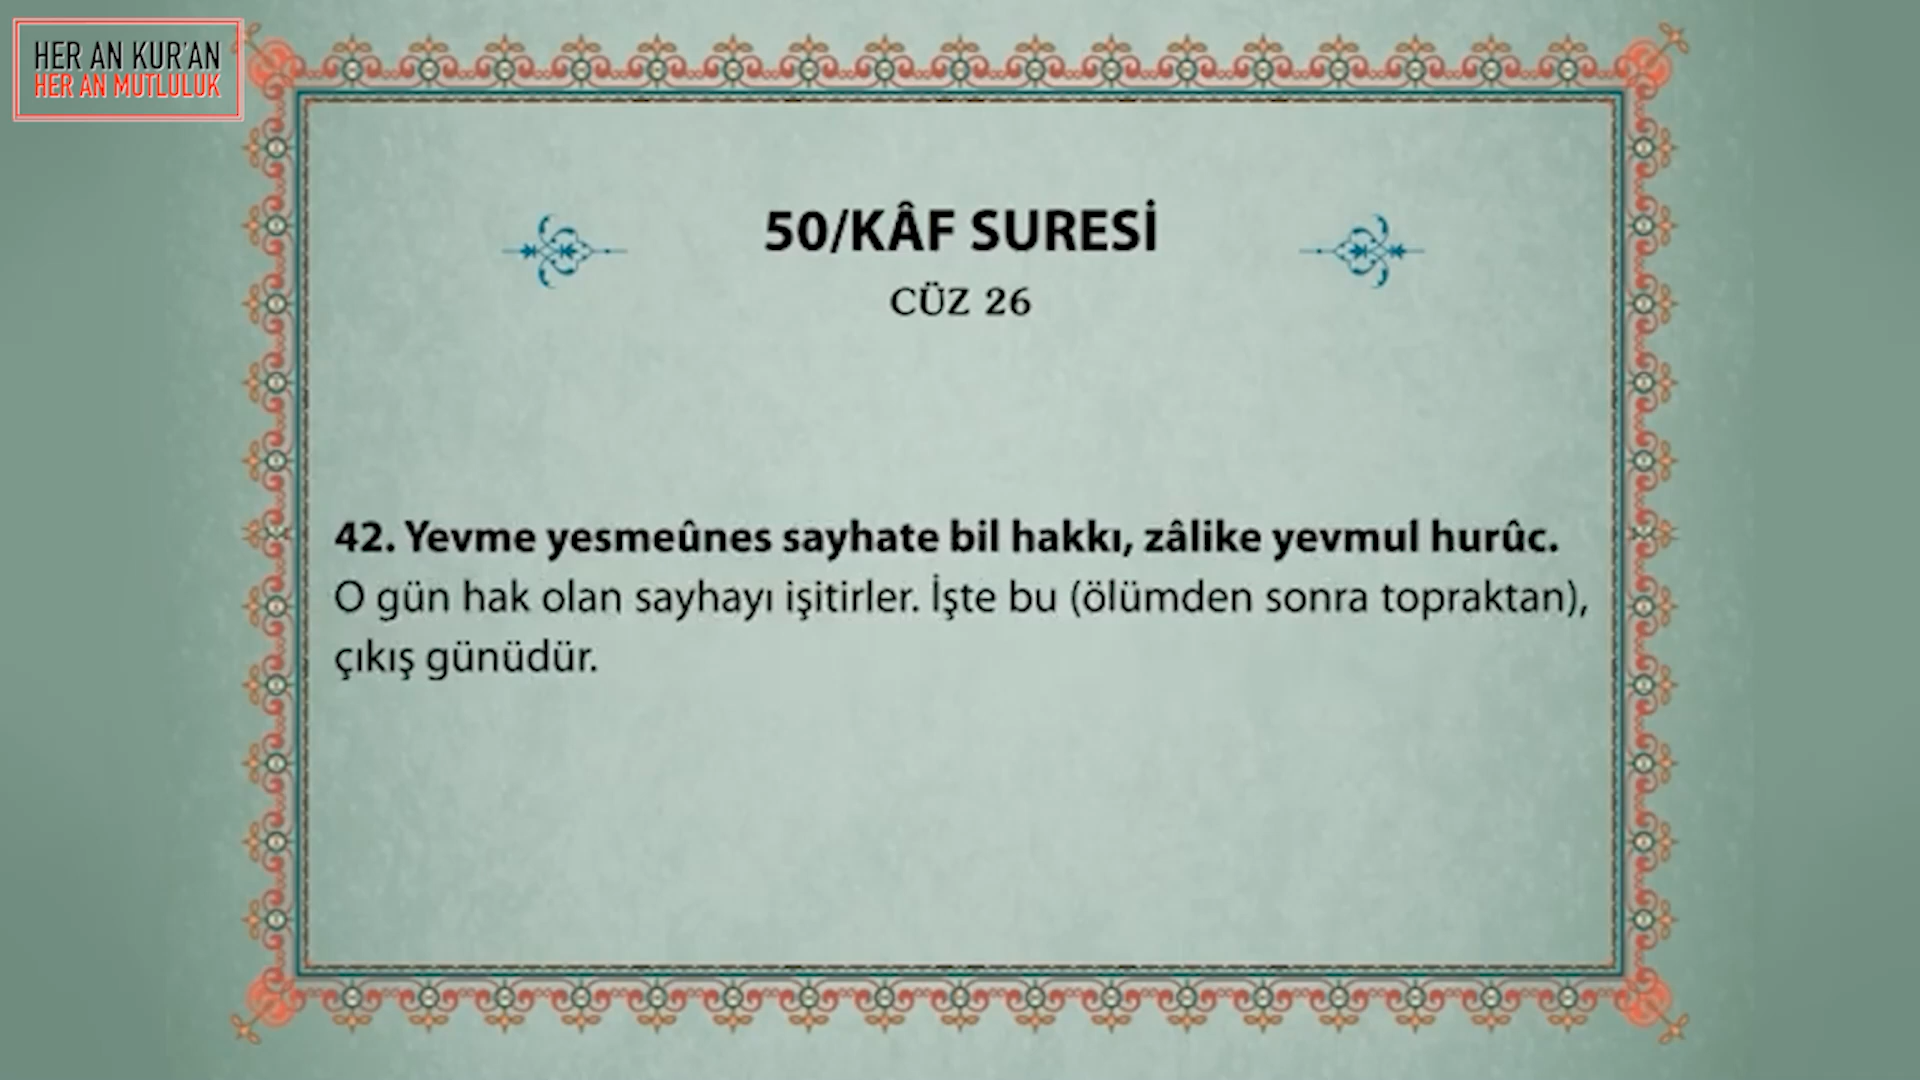 HER AN KUR'AN
HER AN MUTLULUK
50/KÂF SURESİ
CÜZ 26
42. Yevme yesmeûnes sayhate bil hakkı, zâlike yevmul hurûc.
O gün hak olan sayhayı işitirler. İşte bu (ölümden sonra topraktan),
çıkış günüdür.